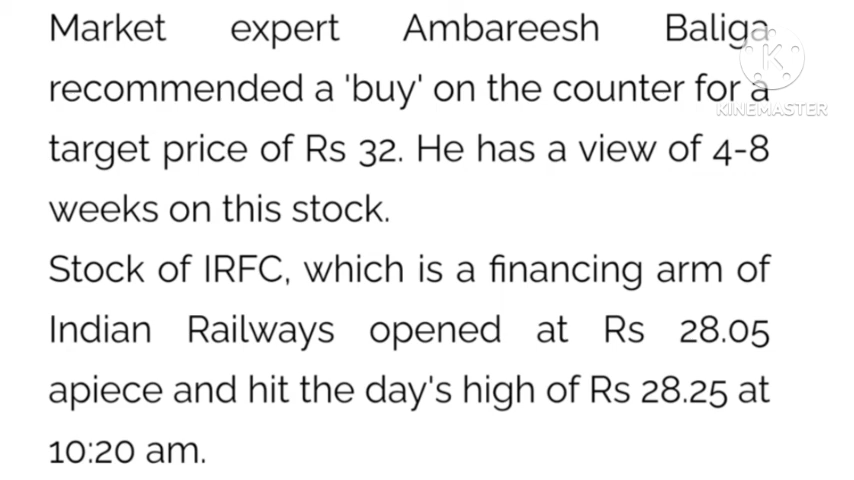 Market expert Ambareesh Baliga
recommended a 'buy' on the counter for a
KINEMASTER
target price of Rs 32. He has a view of 4-8
weeks on this stock.
Stock of IRFC, which is a financing arm of
Indian Railways opened at Rs 28.05
apiece and hit the day's high of Rs 28.25 at
10:20 am.